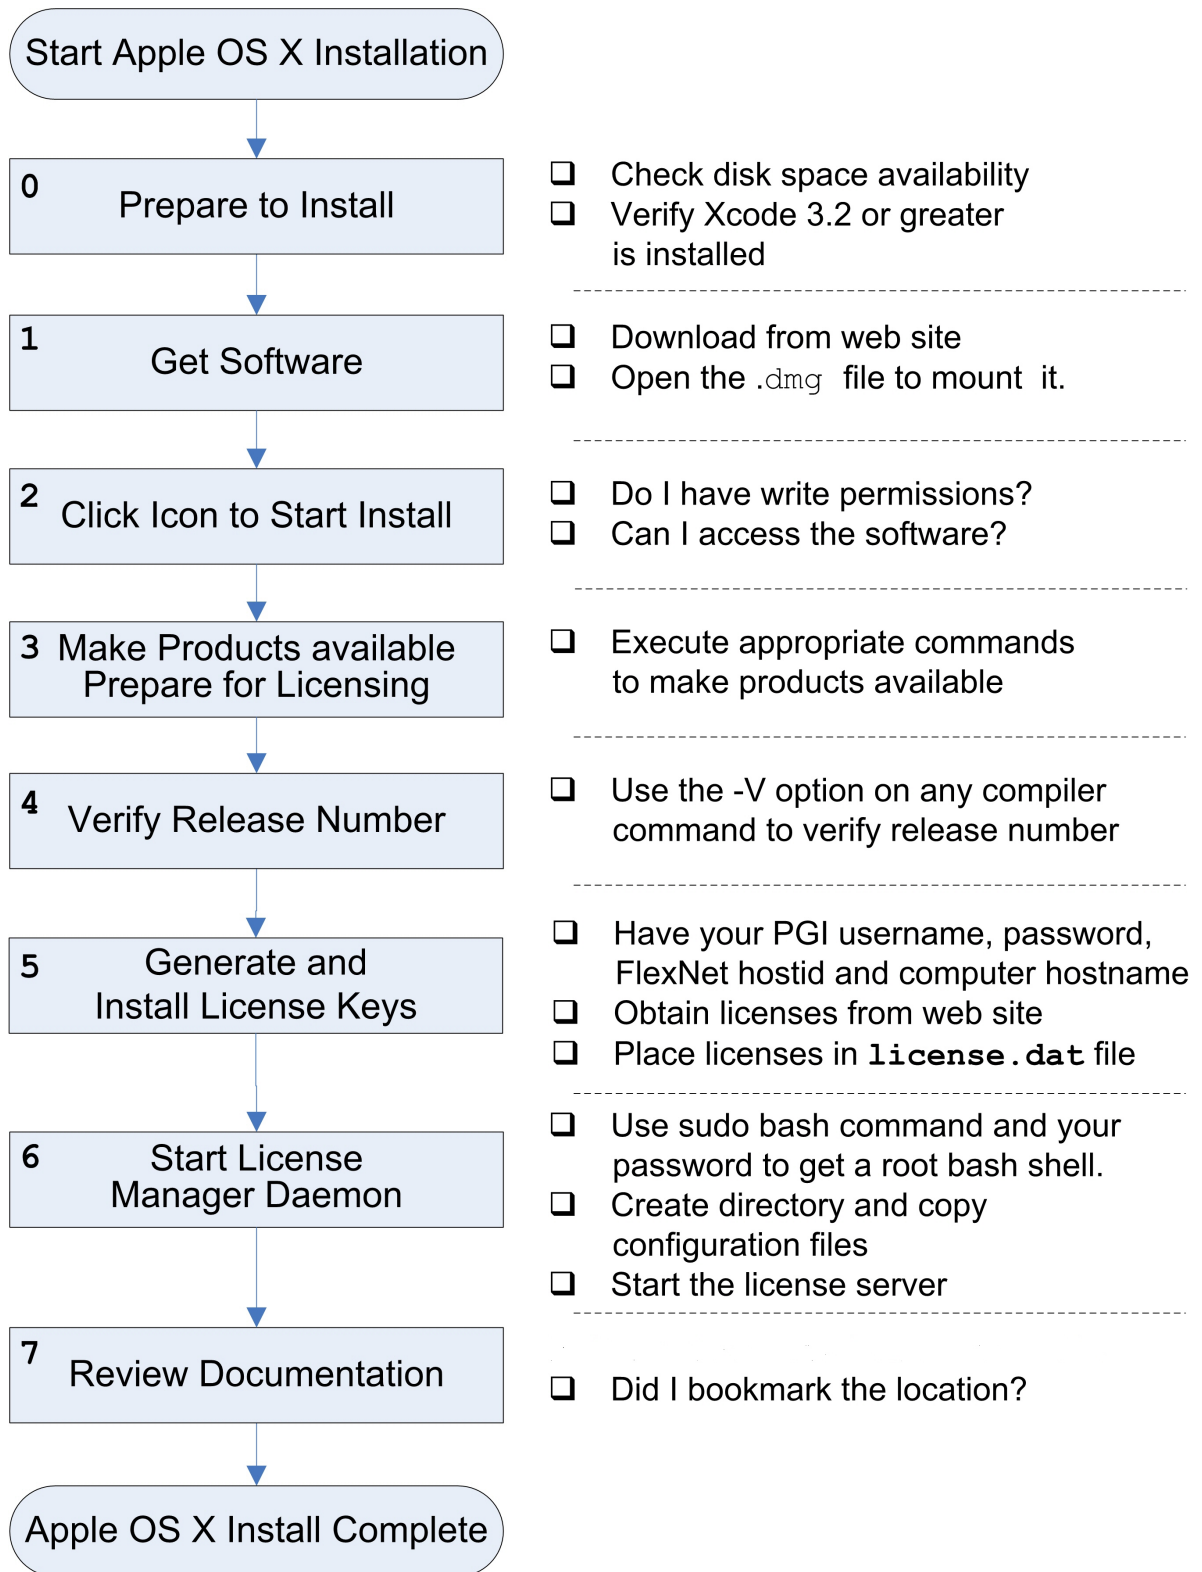 Start Apple OS X Installation
0
Prepare to Install
❑ Check disk space availability
❑ Verify Xcode 3.2 or greater
is installed
1
Get Software
❑ Download from web site
❑ Open the .dmg file to mount it.
2
Click Icon to Start Install
❑ Do I have write permissions?
❑ Can I access the software?
3
Make Products available
Prepare for Licensing
❑ Execute appropriate commands
to make products available
4
Verify Release Number
❑ Use the -V option on any compiler
command to verify release number
5
Generate and
Install License Keys
❑ Have your PGI username, password,
FlexNet hostid and computer hostname
❑ Obtain licenses from web site
❑ Place licenses in license.dat file
6
Start License
Manager Daemon
❑ Use sudo bash command and your
password to get a root bash shell.
❑ Create directory and copy
configuration files
❑ Start the license server
7
Review Documentation
❑ Did I bookmark the location?
Apple OS X Install Complete